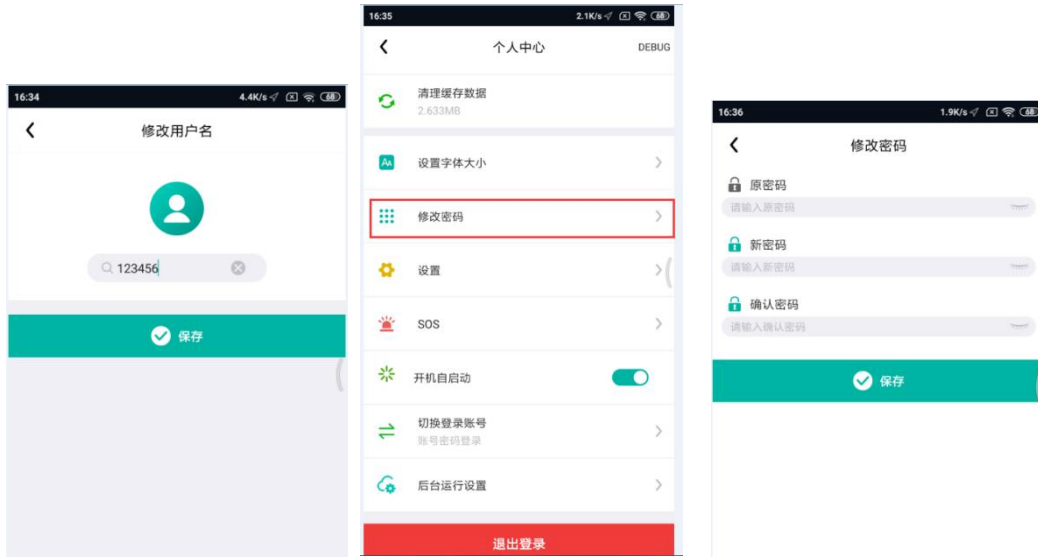 16:34
4.4K/s
68
修改用户名
123456
保存
16:35
2.1K/s
68
个人中心
DEBUG
清理缓存数据
2.633MB
AA
设置字体大小
修改密码
设置
SOS
开机自启动
切换登录账号
账号密码登录
后台运行设置
退出登录
16:36
1.9K/s
68
修改密码
原密码
请输入原密码
新密码
请输入新密码
确认密码
请输入确认密码
保存